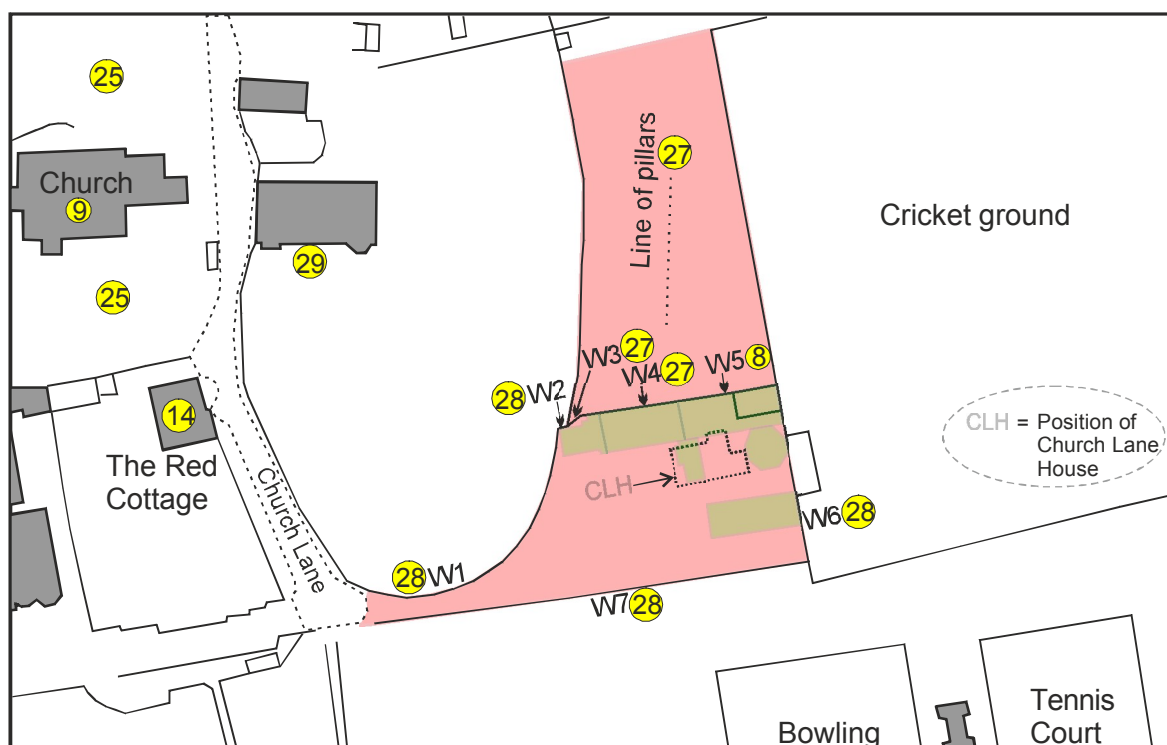 25
Church
9
25
29
14
The Red
Cottage
Church Lane
Line of pillars
27
Cricket ground
28 W2
W3 27
W4 27
W5 8
CLH
CLH = Position of
Church Lane
House
28 W1
W6 28
W7 28
Bowling
Tennis
Court